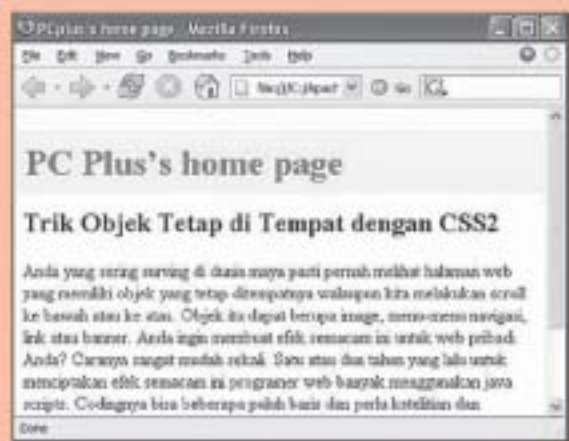 PCplus's home page - Mozilla Firefox
File Edit View Go Bookmarks Tools Help
Go
PC Plus's home page
Trik Objek Tetap di Tempat dengan CSS2
Anda yang sering surving di dunia maya pasti pernah melihat halaman web
yang memiliki objek yang tetap ditempatnya walaupun kita melakukan scroll
ke bawah atau ke atas. Objek itu dapat berupa image, menu-menu navigasi,
link atau banner. Anda ingin membuat efek semacam ini untuk web pribadi
Anda? Caranya sangat mudah sekali. Satu atau dua tahun yang lalu untuk
menciptakan efek semacam ini programer web banyak menggunakan java
scripts. Codingnya bisa beberapa puluh baris dan perlu ketelitian dan
Done